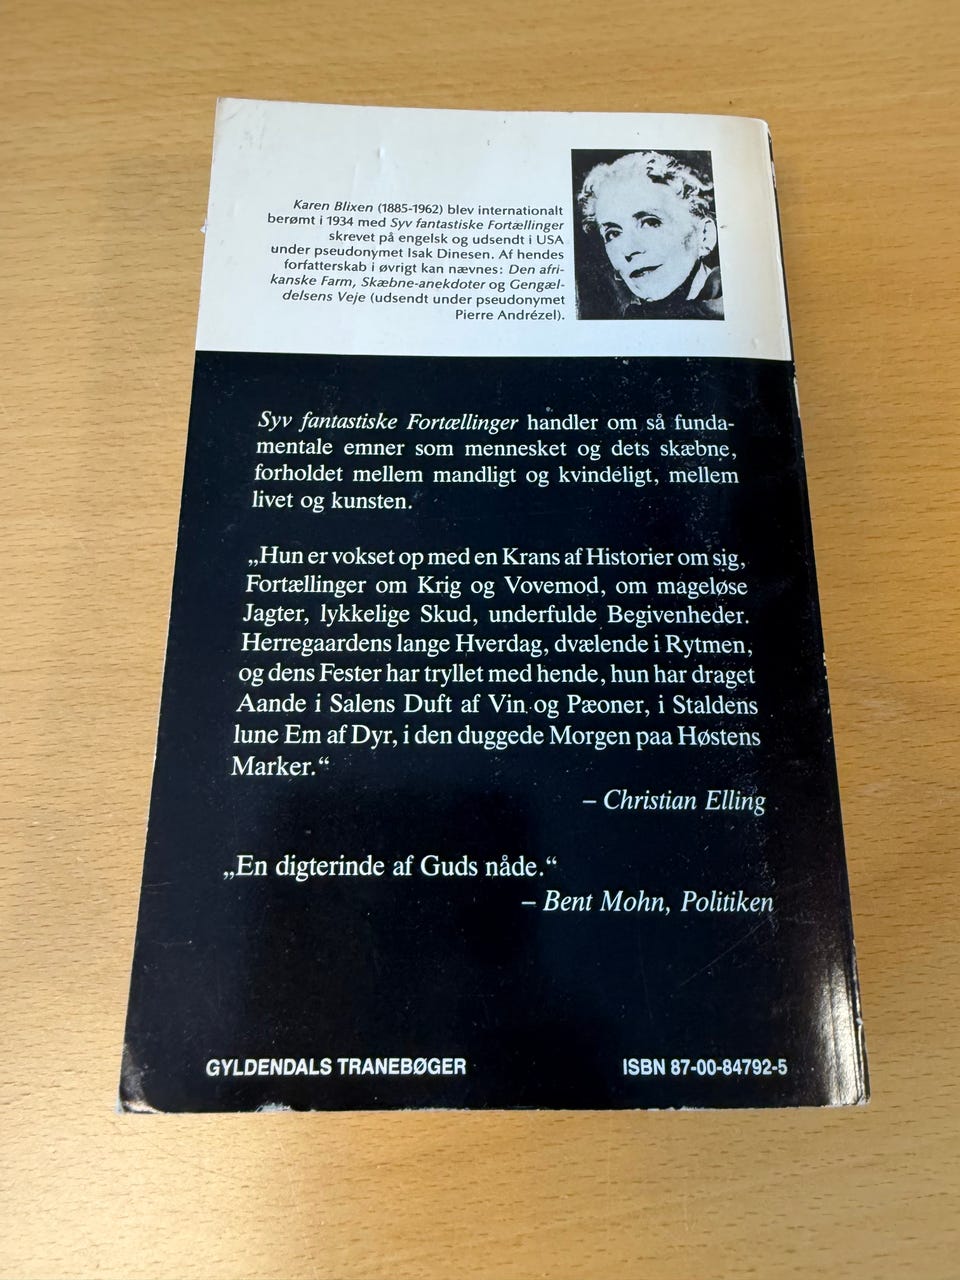 Karen Blixen (1885-1962) blev internationalt
berømt i 1934 med Syv fantastiske Fortællinger
skrevet på engelsk og udsendt i USA
under pseudonymet Isak Dinesen. Af hendes
forfatterskab i øvrigt kan nævnes: Den afri-
kanske Farm, Skæbne-anekdoter og Gengæl-
delsens Veje (udsendt under pseudonymet
Pierre Andrézel).
Syv fantastiske Fortællinger handler om så funda-
mentale emner som mennesket og dets skæbne,
forholdet mellem mandligt og kvindeligt, mellem
livet og kunsten.
„Hun er vokset op med en Krans af Historier om sig,
Fortællinger om Krig og Vovemod, om mageløse
Jagter, lykkelige Skud, underfulde Begivenheder.
Herregaardens lange Hverdag, dvælende i Rytmen,
og dens Fester har tryllet med hende, hun har draget
Aande i Salens Duft af Vin og Pæoner, i Staldens
lune Em af Dyr, i den duggede Morgen paa Høstens
Marker.“
– Christian Elling
„En digterinde af Guds nåde.“
– Bent Mohn, Politiken
GYLDENDALS TRANEBØGER
ISBN 87-00-84792-5